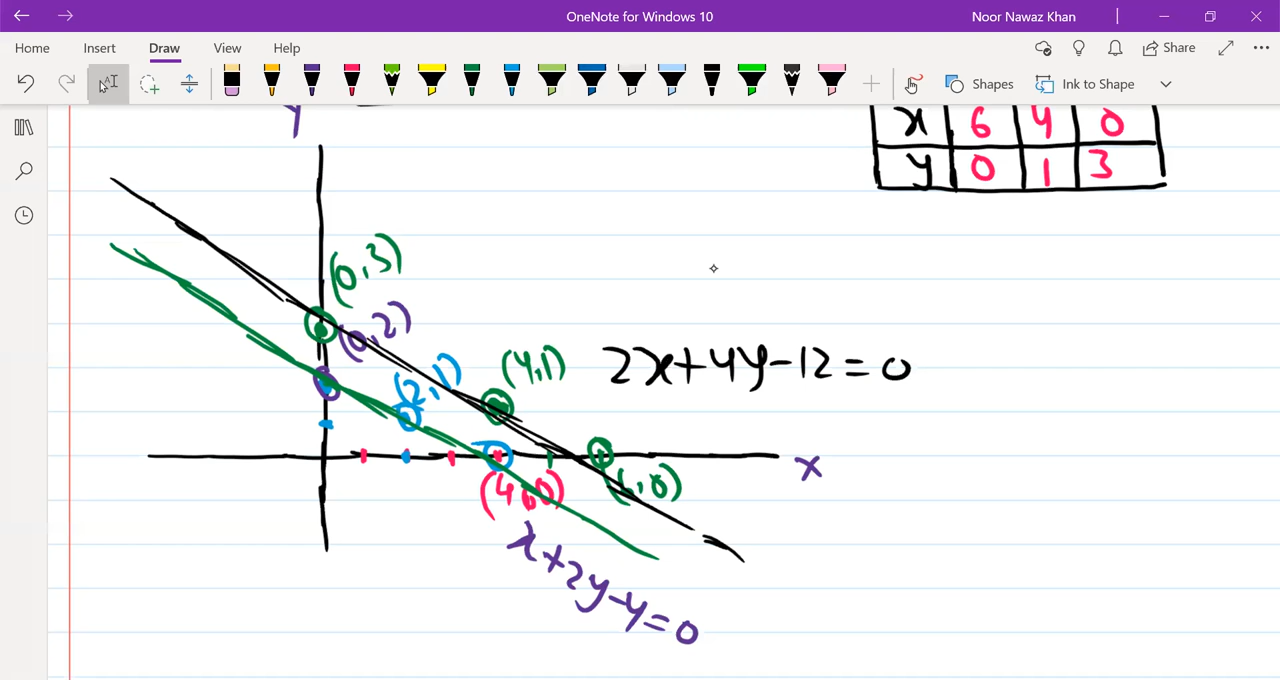 OneNote for Windows 10
Noor Nawaz Khan
Home Insert Draw View Help
Share
Shapes
Ink to Shape
y
x 6 4 0
y 0 1 3
(0,3)
(0,2)
(2,1)
(4,1)
2x+4y-12=0
x
(4,0)
(6,0)
x+2y-4=0